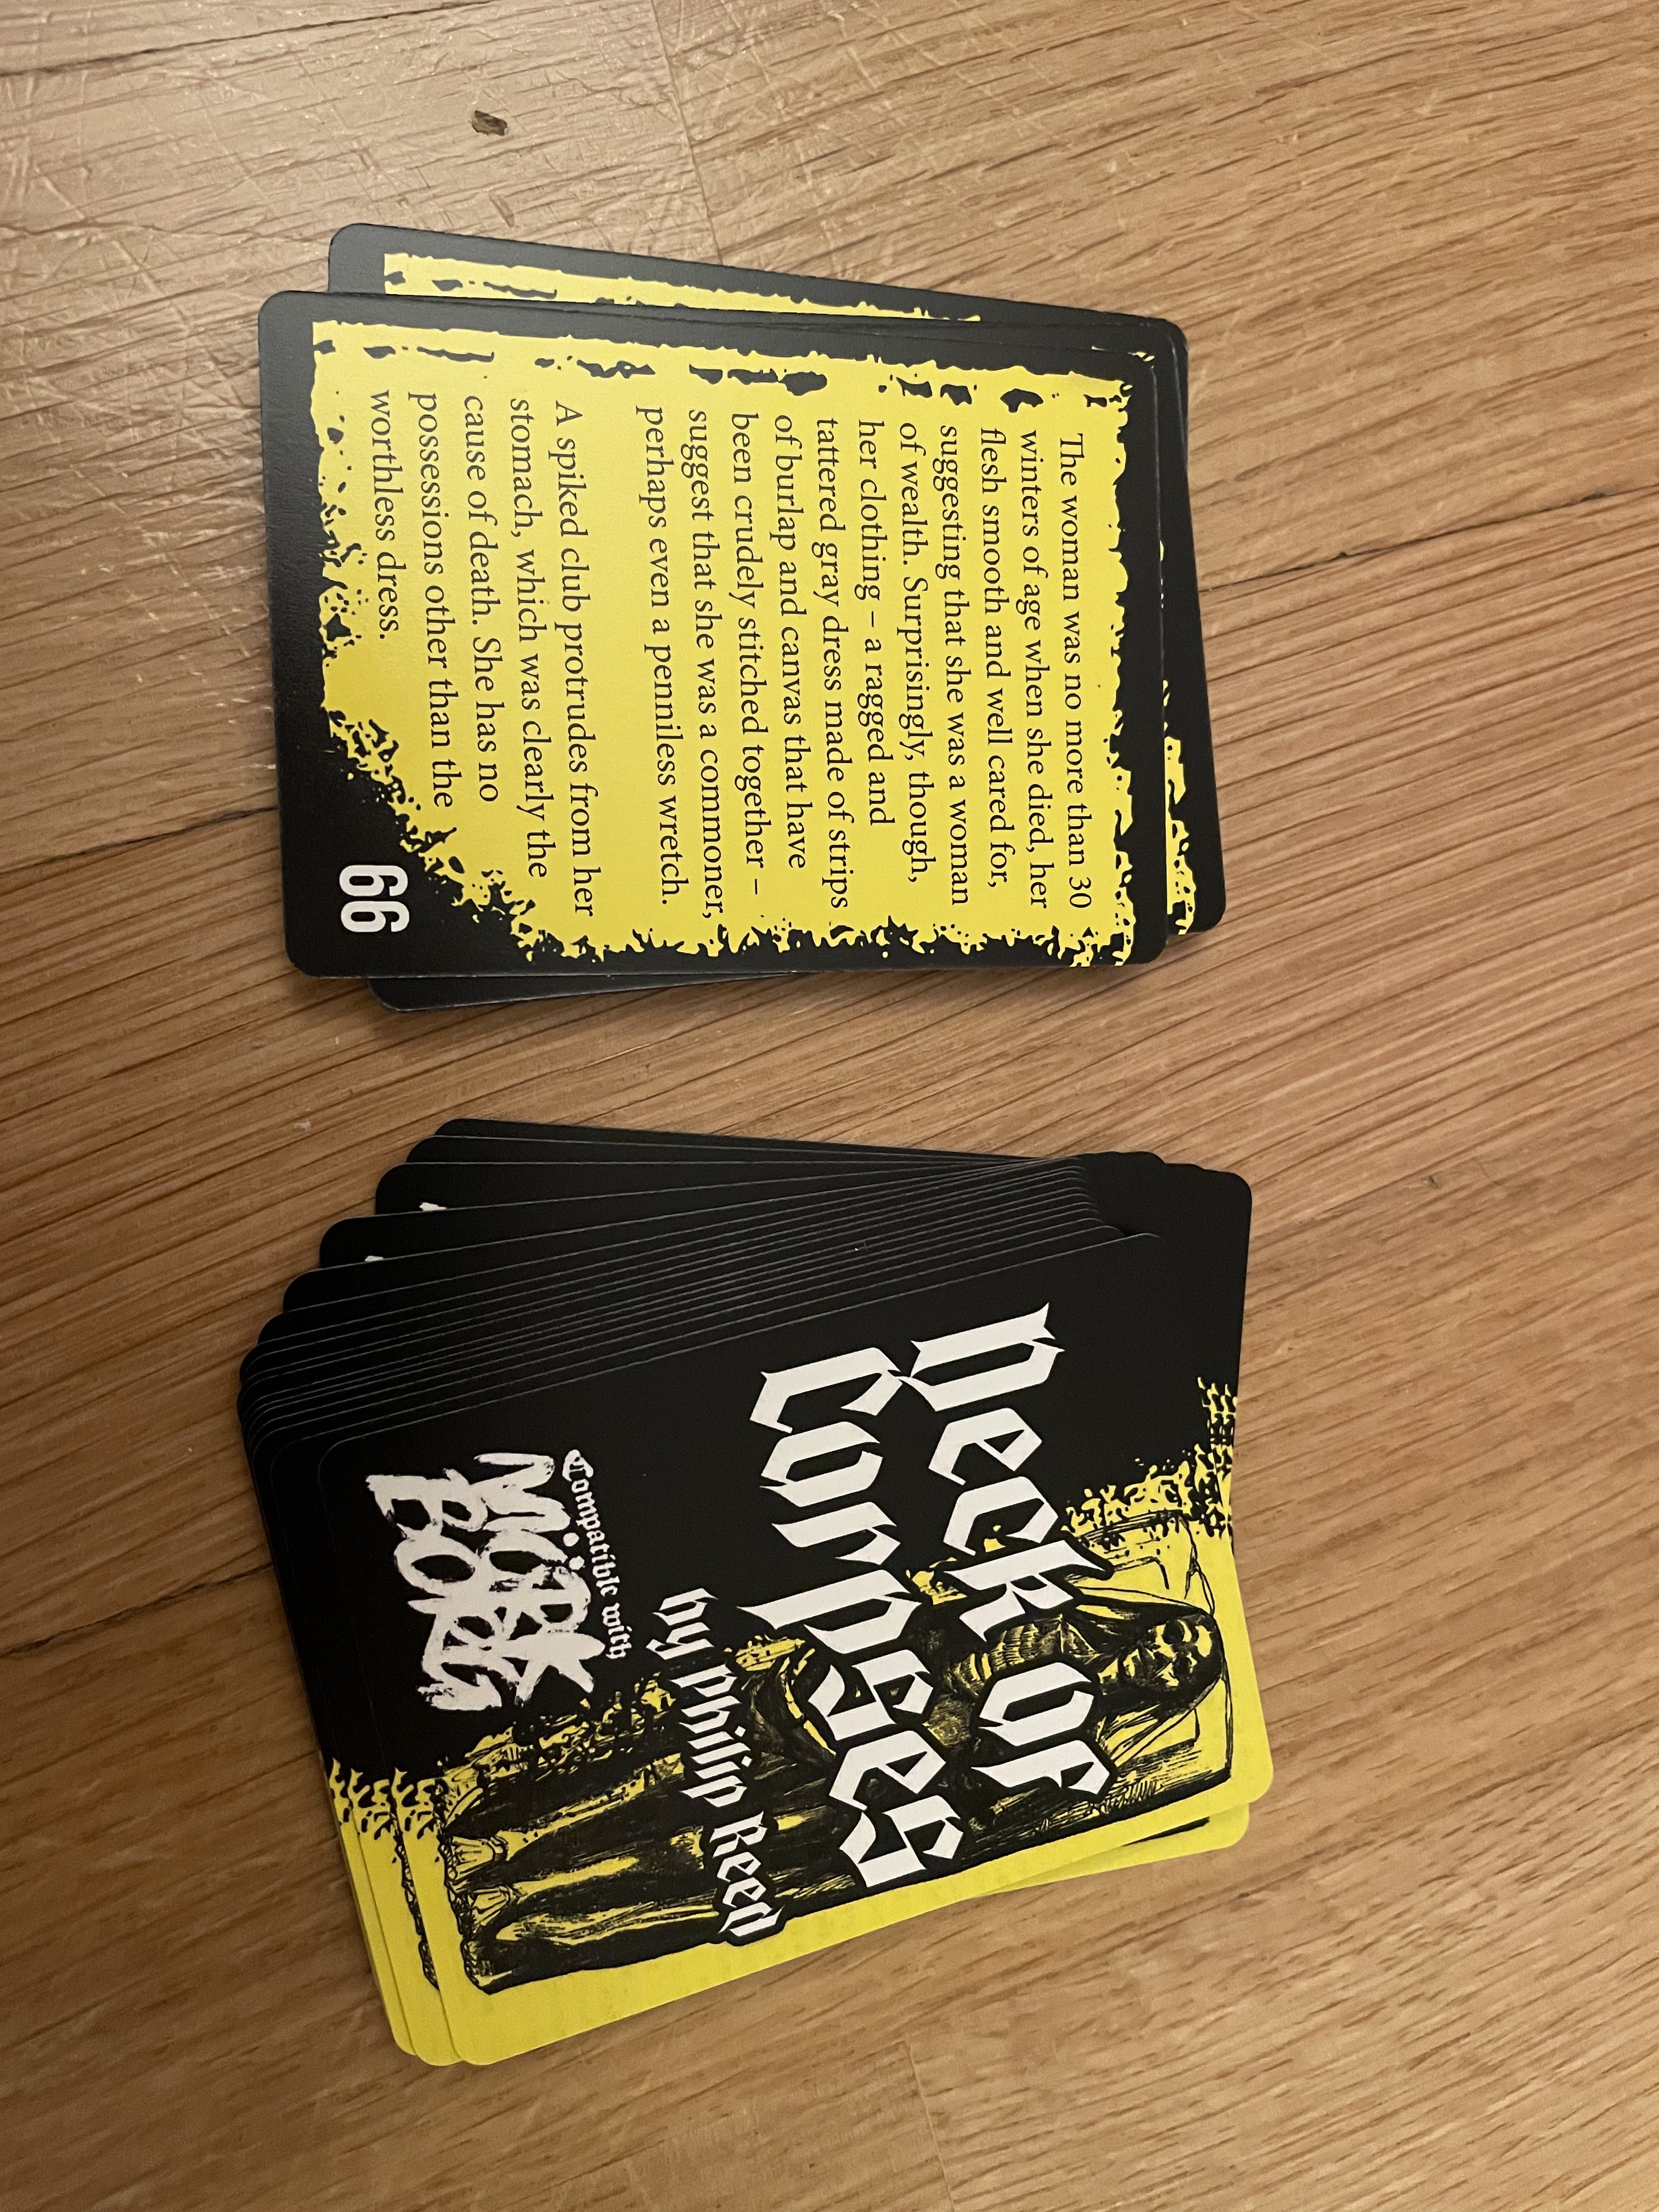 The woman was no more than 30
winters of age when she died, her
flesh smooth and well cared for,
suggesting that she was a woman
of wealth. Surprisingly, though,
her clothing – a ragged and
tattered gray dress made of strips
of burlap and canvas that have
been crudely stitched together –
suggest that she was a commoner,
perhaps even a penniless wretch.
A spiked club protrudes from her
stomach, which was clearly the
cause of death. She has no
possessions other than the
worthless dress.
66
Deck of
Corpses
by Philip Reed
Compatible with
MÖRK
BORG